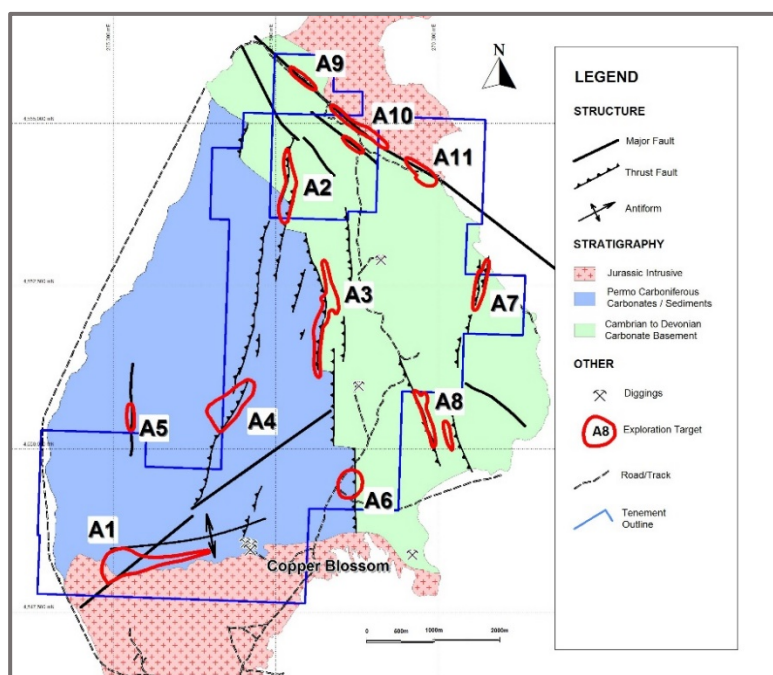 A9
N
A10
A11
A2
A3
A7
A4
A5
A8
A6
A1
Copper Blossom
0 500m 1000m 2000m
LEGEND
STRUCTURE
Major Fault
Thrust Fault
Antiform
STRATIGRAPHY
Jurassic Intrusive
Permo Carboniferous
Carbonates / Sediments
Cambrian to Devonian
Carbonate Basement
OTHER
Diggings
A8
Exploration Target
Road/Track
Tenement
Outline